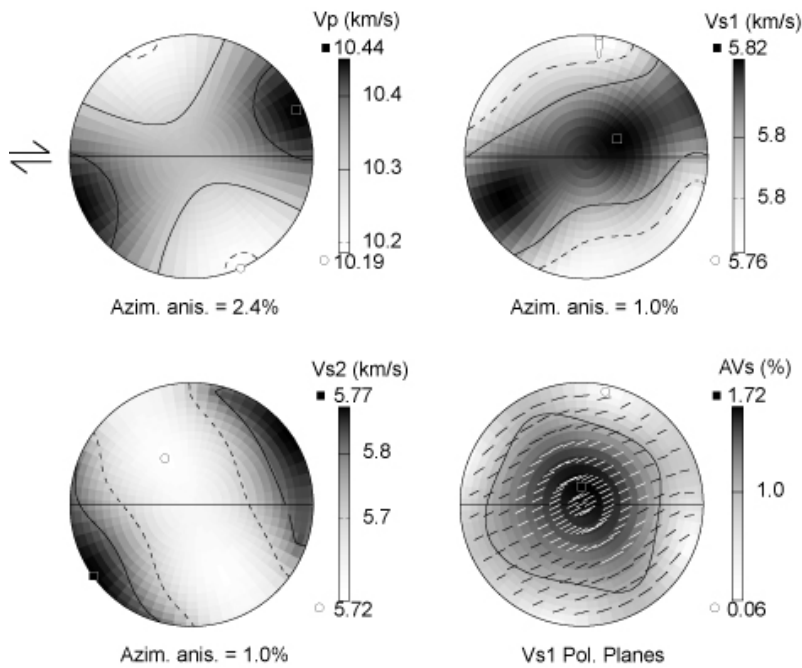 Vp (km/s)
10.44
10.4
10.3
10.2
10.19
Azim. anis. = 2.4%
Vs1 (km/s)
5.82
5.8
5.8
5.76
Azim. anis. = 1.0%
Vs2 (km/s)
5.77
5.8
5.7
5.72
Azim. anis. = 1.0%
AVs (%)
1.72
1.0
0.06
Vs1 Pol. Planes